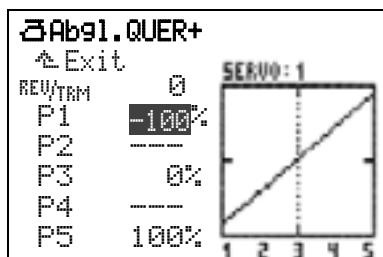 Abgl.QUER+
Exit
REV/TRM 0
P1 -100%
P2 ---
P3 0%
P4 ---
P5 100%
SERVO: 1
1 2 3 4 5